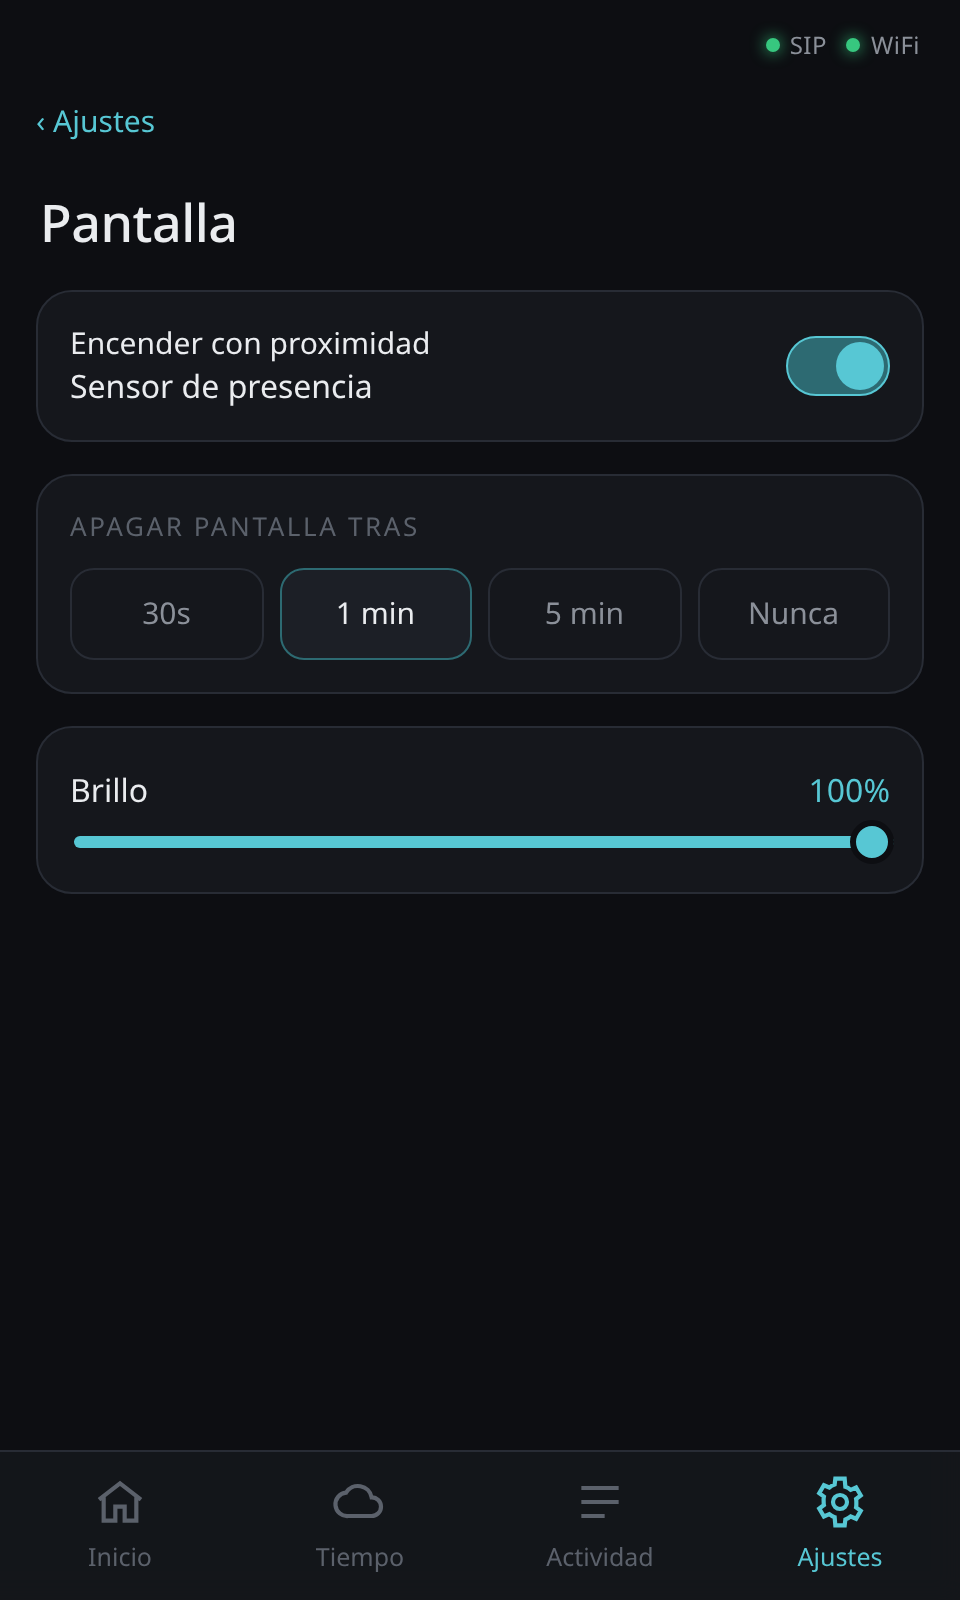 SIP WiFi
‹ Ajustes
Pantalla
Encender con proximidad
Sensor de presencia
APAGAR PANTALLA TRAS
30s 1 min 5 min Nunca
Brillo 100%
Inicio Tiempo Actividad Ajustes